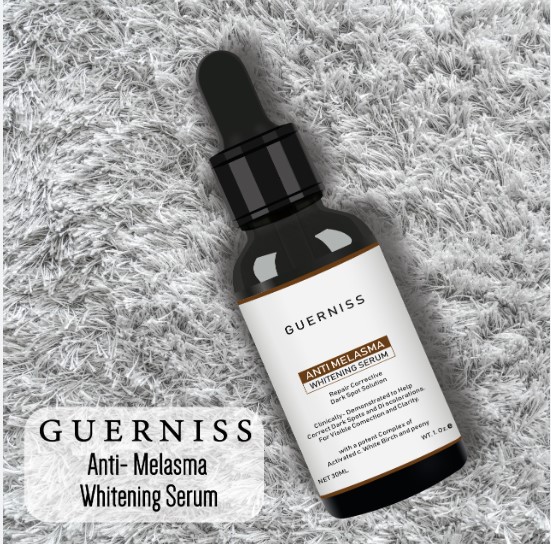 GUERNISS
ANTI MELASMA
WHITENING SERUM
Repair Corrective
Dark Spot Solution
Clinically- Demonstrated to Help
Correct Dark Spots and Discolorations.
For Visible Correction and Clarity.
with a potent Complex of
Activated c. White Birch and peony
NET 30ML. WT. 1. Oz.
GUERNISS
Anti- Melasma
Whitening Serum